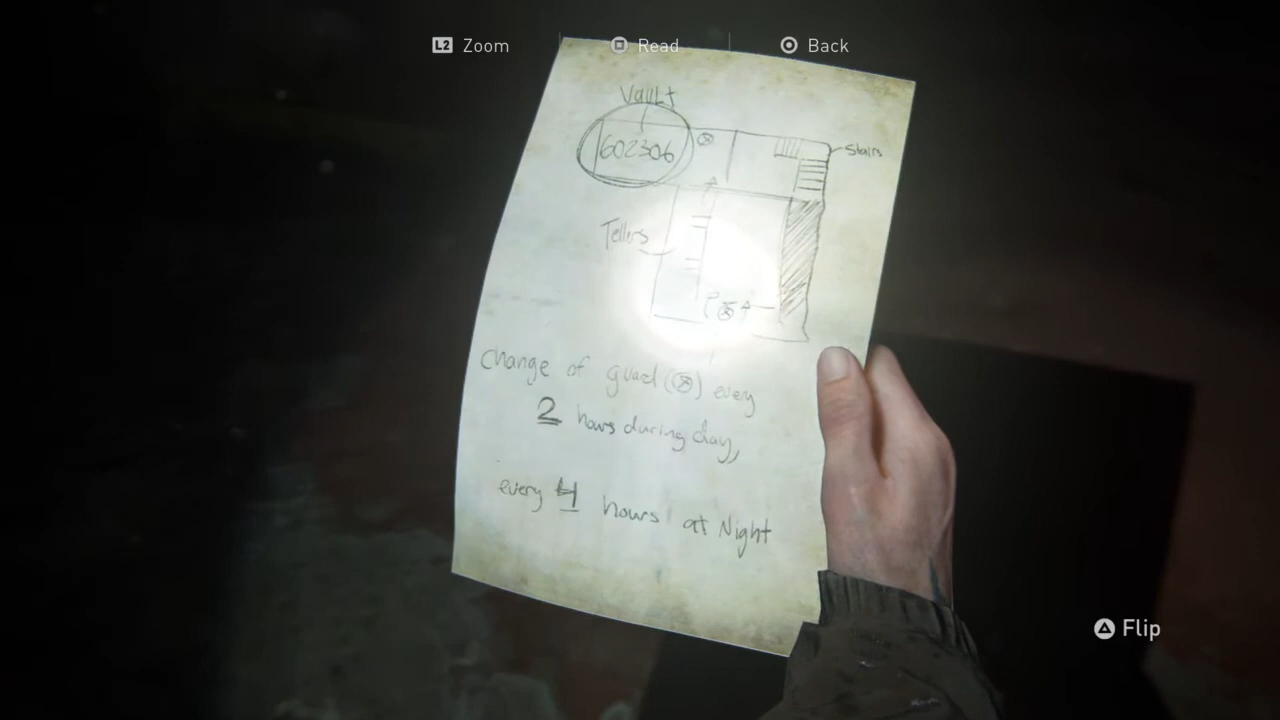 L2 Zoom
Read
Back
Vault
602306
Stairs
Tellers
Change of guard (⊗) every
2 hours during day,
every 4 hours at Night
Flip